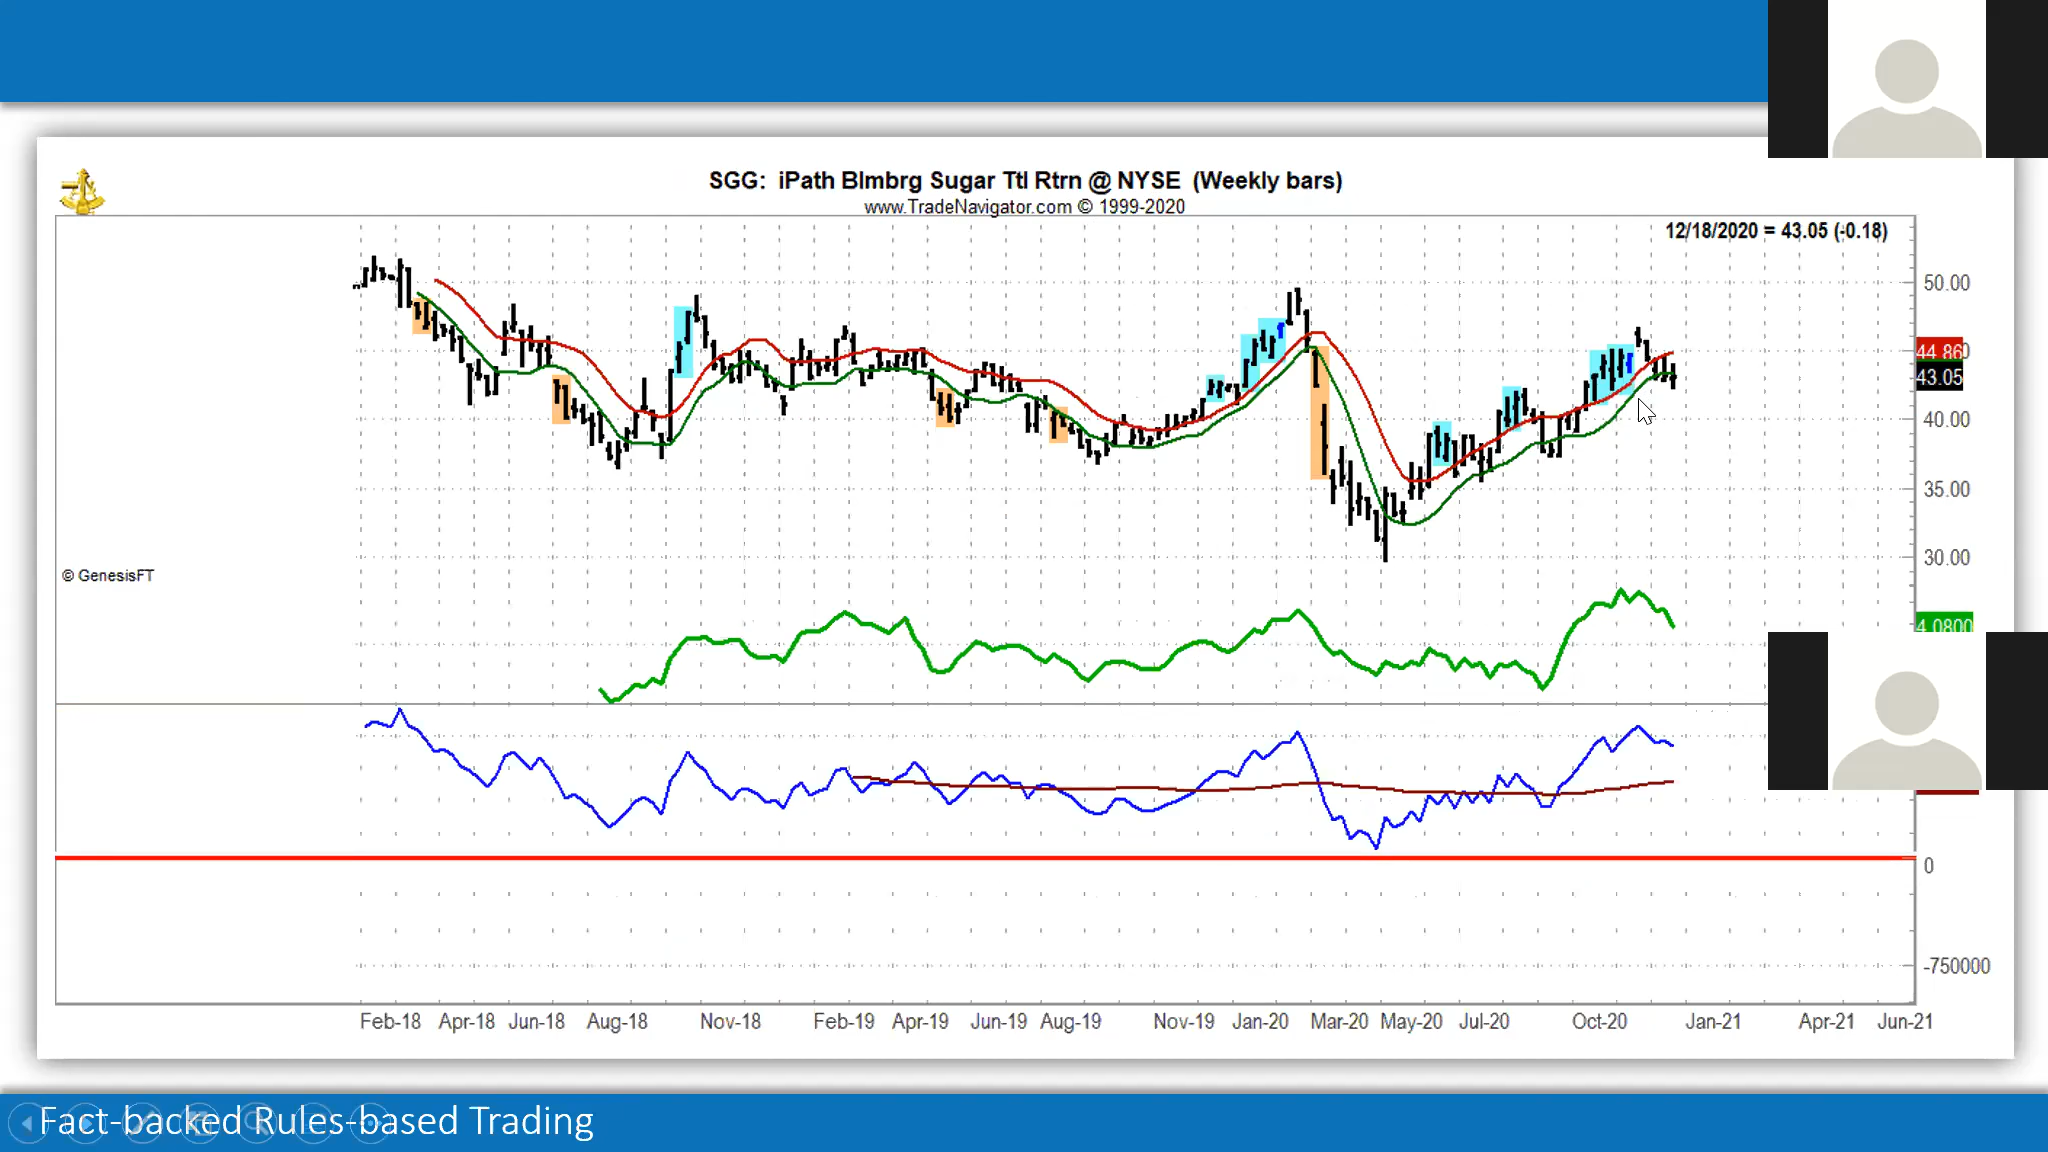 SGG: iPath Blmbrg Sugar Ttl Rtrn @ NYSE (Weekly bars)
www.TradeNavigator.com © 1999-2020
12/18/2020 = 43.05 (-0.18)
50.00
44.86
43.05
40.00
35.00
30.00
© GenesisFT
4.0800
0
-750000
Feb-18 Apr-18 Jun-18 Aug-18 Nov-18 Feb-19 Apr-19 Jun-19 Aug-19 Nov-19 Jan-20 Mar-20 May-20 Jul-20 Oct-20 Jan-21 Apr-21 Jun-21
Fact-backed Rules-based Trading